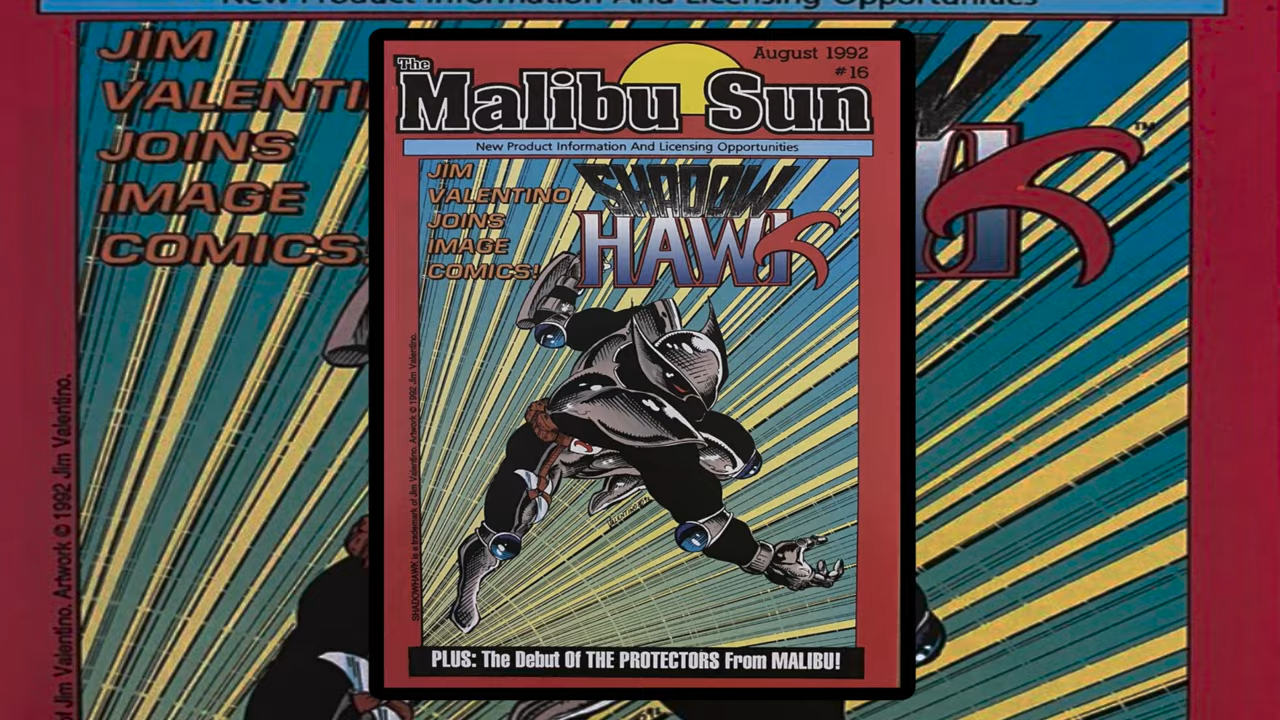 New Product Information And Licensing Opportunities
JIM
VALENTI
JOINS
IMAGE
COMICS:
TM
of Jim Valentino. Artwork © 1992 Jim Valentino.
August 1992
#16
The
Malibu Sun
New Product Information And Licensing Opportunities
JIM
VALENTINO
JOINS
IMAGE
COMICS!
SHADOW
HAWK
SHADOWHAWK is a trademark of Jim Valentino. Artwork © 1992 Jim Valentino.
PLUS: The Debut Of THE PROTECTORS From MALIBU!